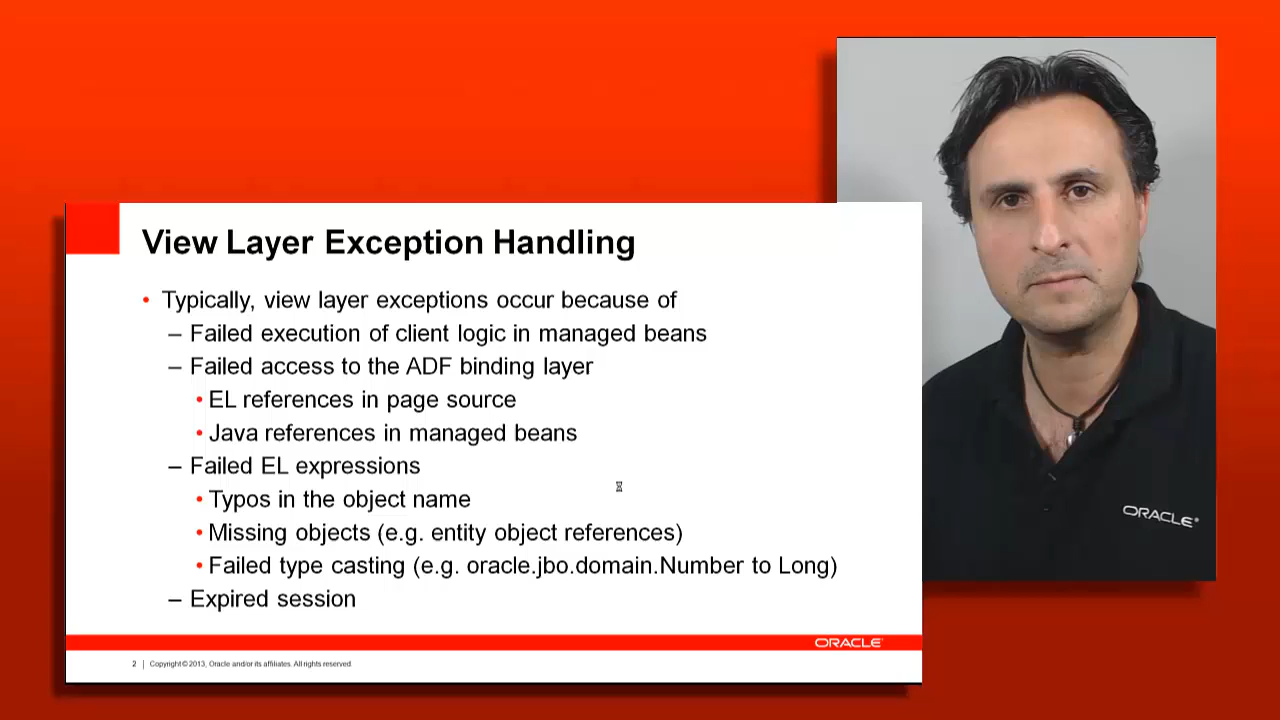 View Layer Exception Handling
• Typically, view layer exceptions occur because of
– Failed execution of client logic in managed beans
– Failed access to the ADF binding layer
• EL references in page source
• Java references in managed beans
– Failed EL expressions
• Typos in the object name
• Missing objects (e.g. entity object references)
• Failed type casting (e.g. oracle.jbo.domain.Number to Long)
– Expired session
ORACLE®
2 | Copyright © 2013, Oracle and/or its affiliates. All rights reserved.
ORACLE®